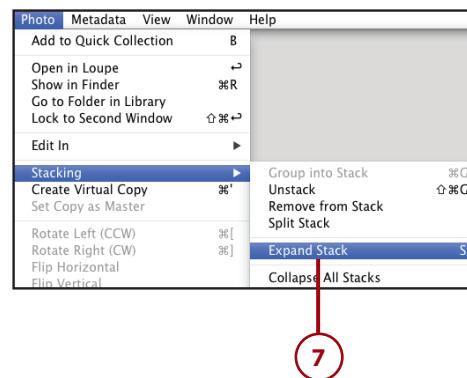 Photo Metadata View Window Help
Add to Quick Collection B
Open in Loupe ↩
Show in Finder ⌘R
Go to Folder in Library
Lock to Second Window ⇧⌘↩
Edit In ▶
Stacking ▶
Create Virtual Copy ⌘'
Set Copy as Master
Rotate Left (CCW) ⌘[
Rotate Right (CW) ⌘]
Flip Horizontal
Flip Vertical
Group into Stack ⌘G
Unstack ⇧⌘G
Remove from Stack
Split Stack
Expand Stack S
Collapse All Stacks
7